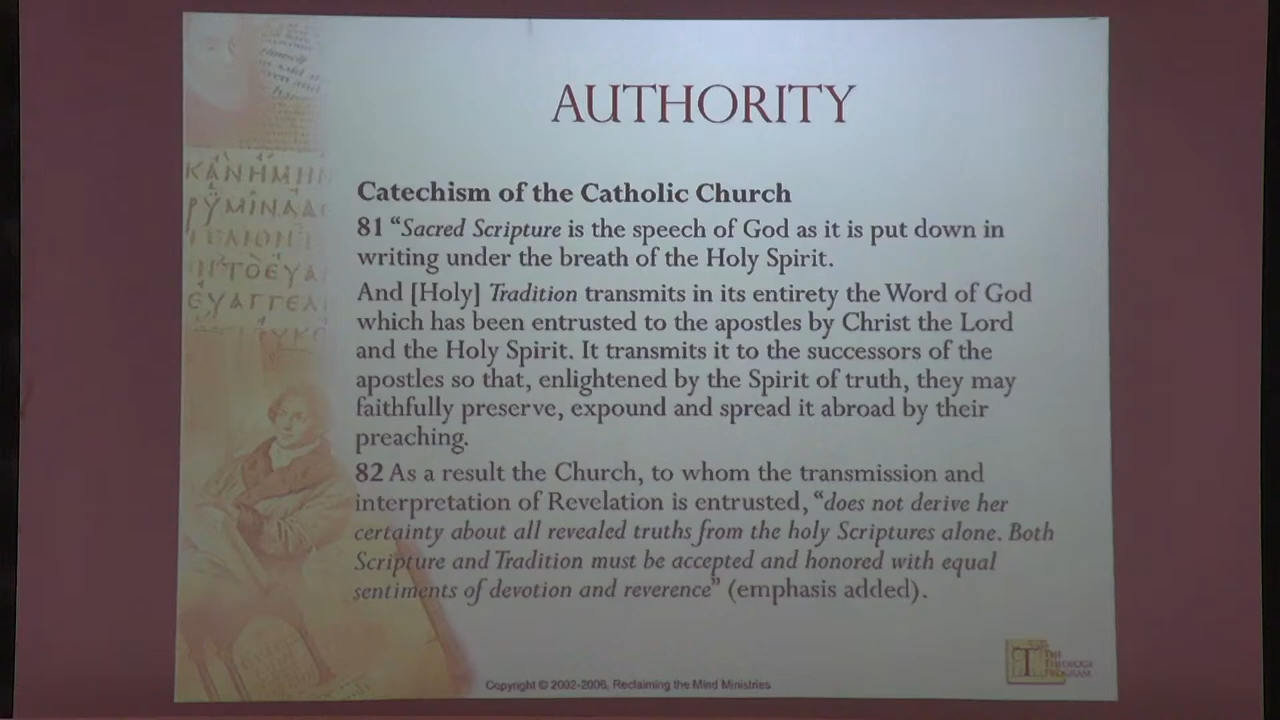 AUTHORITY
Catechism of the Catholic Church
81 “Sacred Scripture is the speech of God as it is put down in
writing under the breath of the Holy Spirit.
And [Holy] Tradition transmits in its entirety the Word of God
which has been entrusted to the apostles by Christ the Lord
and the Holy Spirit. It transmits it to the successors of the
apostles so that, enlightened by the Spirit of truth, they may
faithfully preserve, expound and spread it abroad by their
preaching.
82 As a result the Church, to whom the transmission and
interpretation of Revelation is entrusted, “does not derive her
certainty about all revealed truths from the holy Scriptures alone. Both
Scripture and Tradition must be accepted and honored with equal
sentiments of devotion and reverence” (emphasis added).
THE
THEOLOGY
PROGRAM
Copyright © 2002-2006, Reclaiming the Mind Ministries